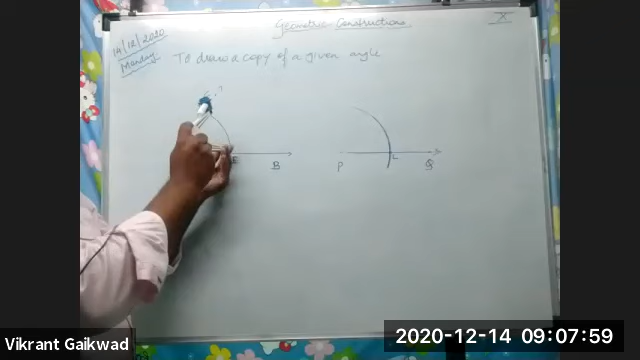 14/12/2020
Monday.
Geometric Constructions
X
To draw a copy of a given angle
E
B
P
L
Q
Vikrant Gaikwad
2020-12-14 09:07:59